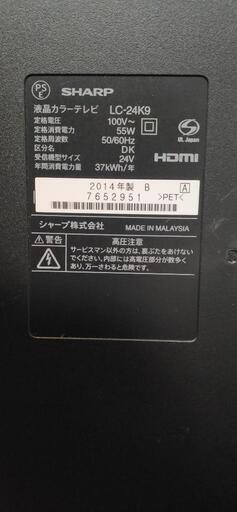 PS E SHARP
液晶カラーテレビ LC-24K9
定格電圧 100V~
定格消費電力 55W
定格周波数 50/60Hz
区分名 DK
受信機型サイズ 24V
年間消費電力量 37kWh/年
S
UL Japan
HDMI
2014年製 B A
7652951 >PET<
シャープ株式会社 MADE IN MALAYSIA
⚠警告 高圧注意
サービスマン以外の方は、裏ぶたをあけないで
ください。内部には高電圧部分が数多く
あり、万一さわると危険です。